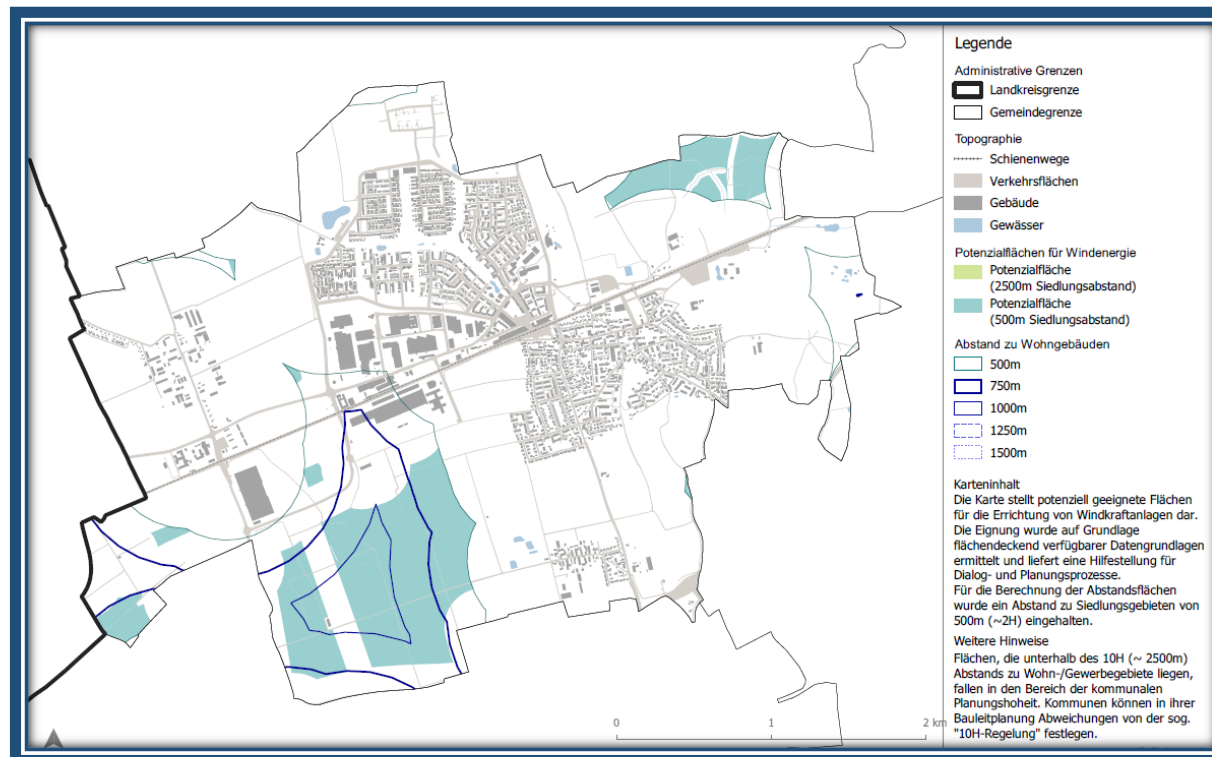 Legende
Administrative Grenzen
Landkreisgrenze
Gemeindegrenze
Topographie
Schienenwege
Verkehrsflächen
Gebäude
Gewässer
Potenzialflächen für Windenergie
Potenzialfläche
(2500m Siedlungsabstand)
Potenzialfläche
(500m Siedlungsabstand)
Abstand zu Wohngebäuden
500m
750m
1000m
1250m
1500m
Karteninhalt
Die Karte stellt potenziell geeignete Flächen
für die Errichtung von Windkraftanlagen dar.
Die Eignung wurde auf Grundlage
flächendeckend verfügbarer Datengrundlagen
ermittelt und liefert eine Hilfestellung für
Dialog- und Planungsprozesse.
Für die Berechnung der Abstandsflächen
wurde ein Abstand zu Siedlungsgebieten von
500m (~2H) eingehalten.
Weitere Hinweise
Flächen, die unterhalb des 10H (~ 2500m)
Abstands zu Wohn-/Gewerbegebiete liegen,
fallen in den Bereich der kommunalen
Planungshoheit. Kommunen können in ihrer
Bauleitplanung Abweichungen von der sog.
"10H-Regelung" festlegen.
0 1 2 km